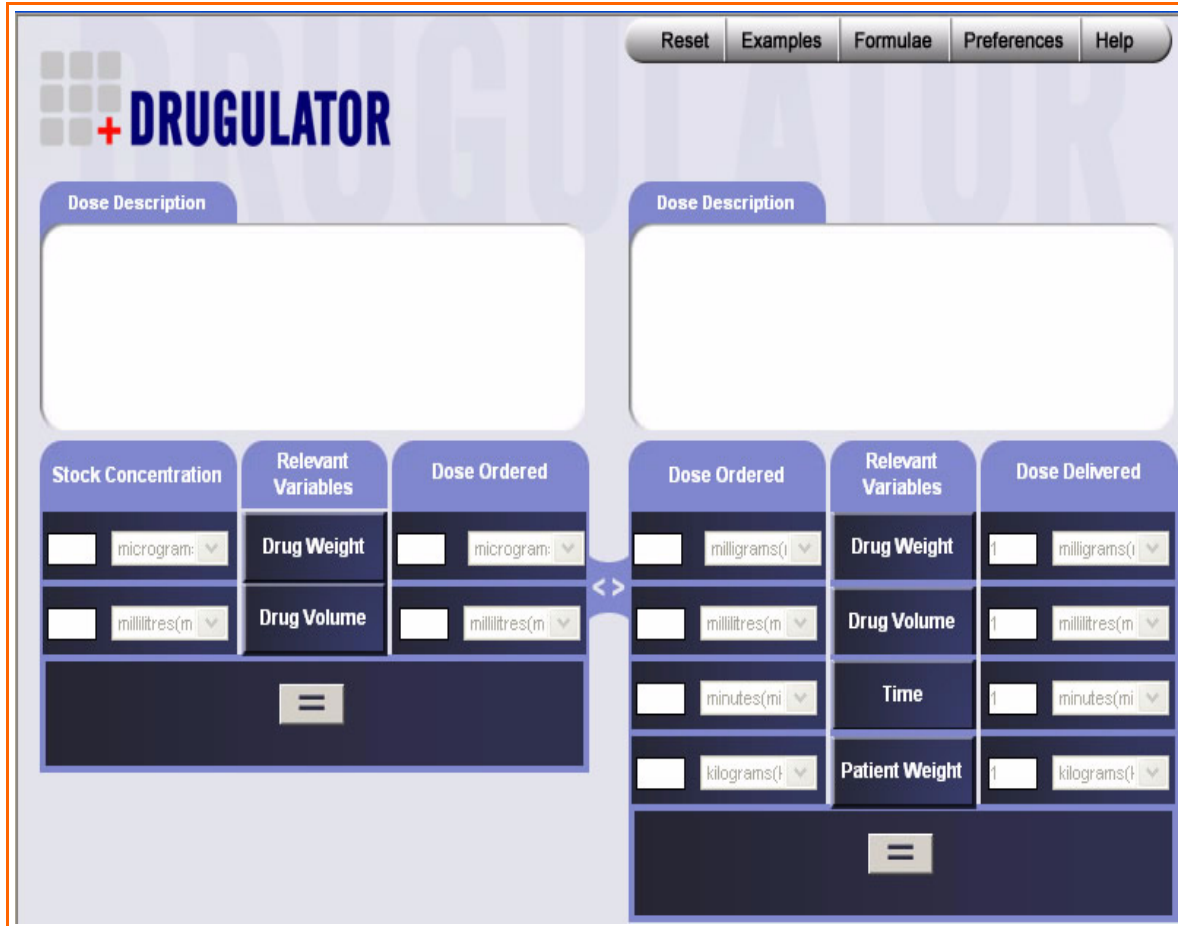 DRUGULATOR
Reset Examples Formulae Preferences Help
+ DRUGULATOR
Dose Description
Dose Description
Stock Concentration Relevant Variables Dose Ordered
microgram: Drug Weight microgram:
millilitres(m Drug Volume millilitres(m
=
< >
Dose Ordered Relevant Variables Dose Delivered
milligrams(ı Drug Weight 1 milligrams(ı
millilitres(m Drug Volume 1 millilitres(m
minutes(mi Time 1 minutes(mi
kilograms(k Patient Weight 1 kilograms(k
=